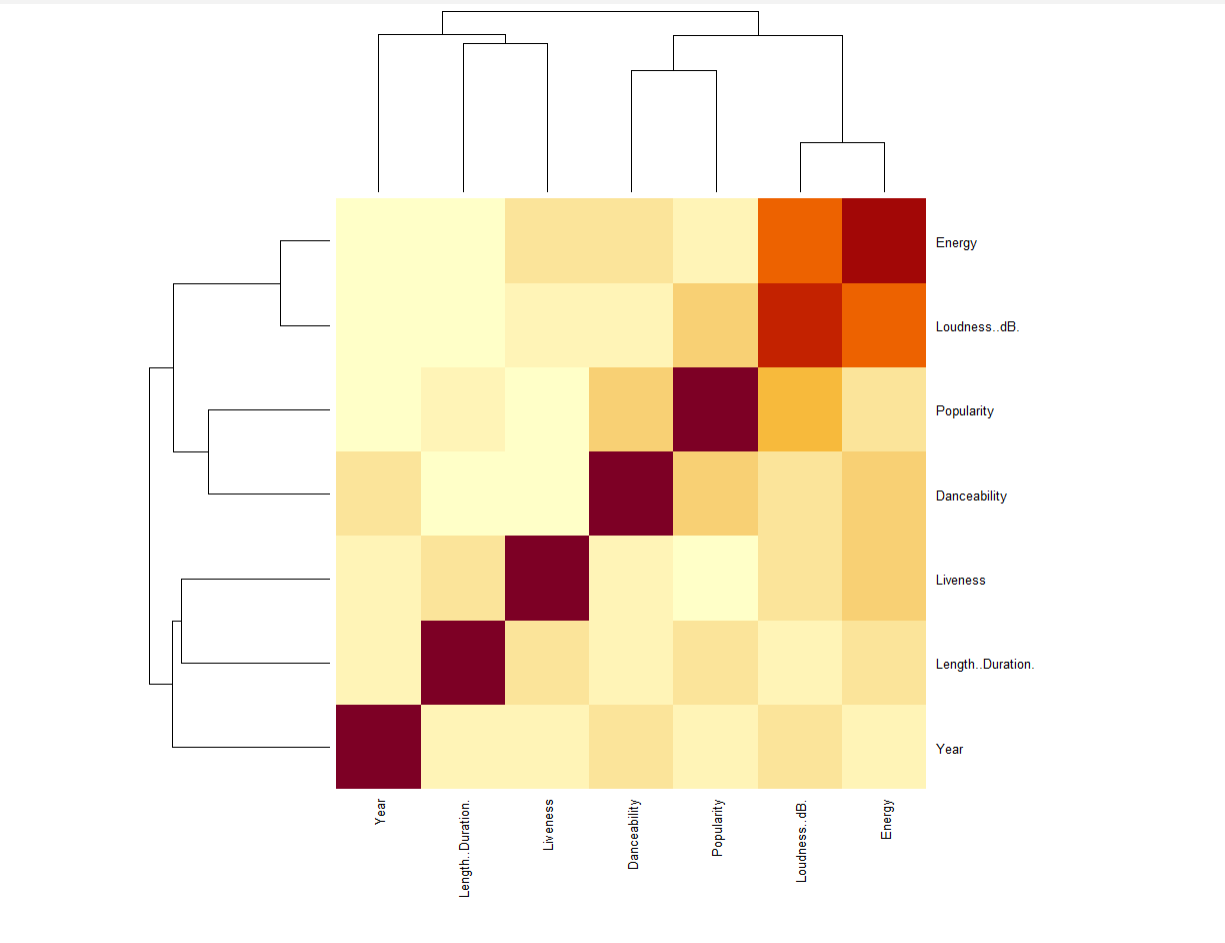 Energy
Loudness..dB.
Popularity
Danceability
Liveness
Length..Duration.
Year
Year
Length..Duration.
Liveness
Danceability
Popularity
Loudness..dB.
Energy